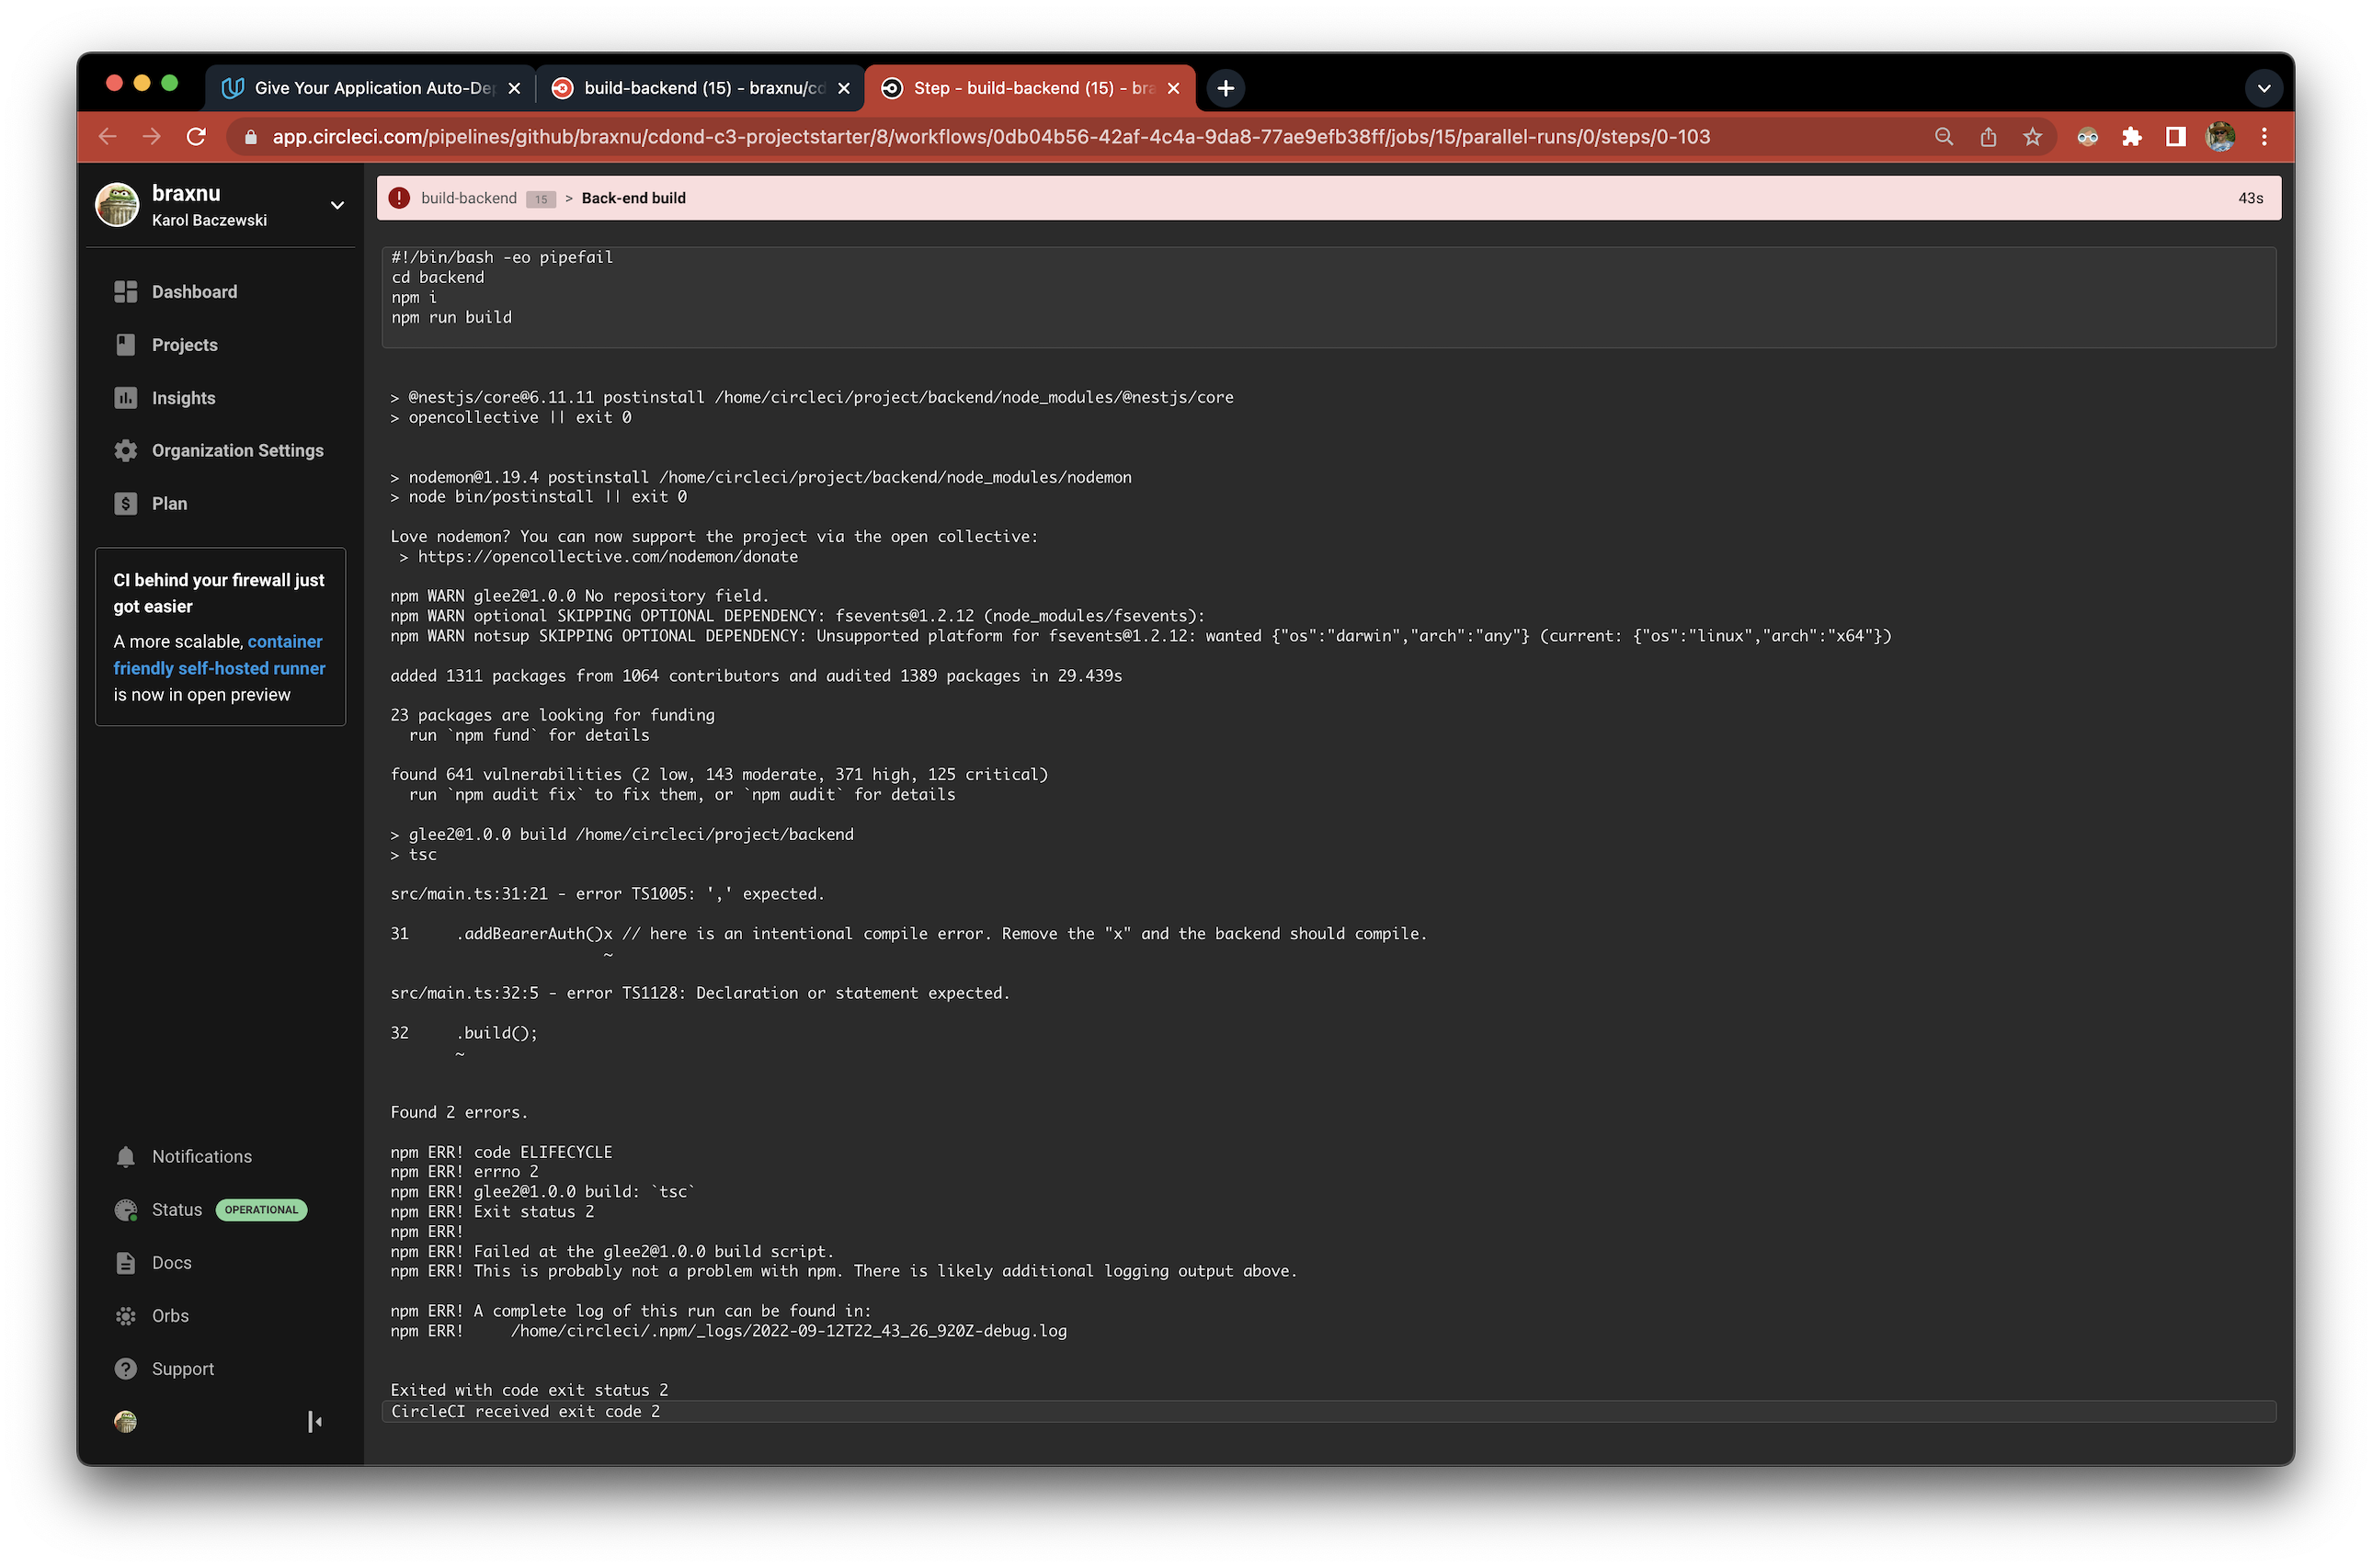 Give Your Application Auto-De
build-backend (15) - braxnu/cd
Step - build-backend (15) - bra
app.circleci.com/pipelines/github/braxnu/cdond-c3-projectstarter/8/workflows/0db04b56-42af-4c4a-9da8-77ae9efb38ff/jobs/15/parallel-runs/0/steps/0-103
braxnu
Karol Baczewski
Dashboard
Projects
Insights
Organization Settings
Plan
CI behind your firewall just
got easier
A more scalable, container
friendly self-hosted runner
is now in open preview
Notifications
Status OPERATIONAL
Docs
Orbs
Support
build-backend 15 > Back-end build 43s
#!/bin/bash -eo pipefail
cd backend
npm i
npm run build
> @nestjs/core@6.11.11 postinstall /home/circleci/project/backend/node_modules/@nestjs/core
> opencollective || exit 0
> nodemon@1.19.4 postinstall /home/circleci/project/backend/node_modules/nodemon
> node bin/postinstall || exit 0
Love nodemon? You can now support the project via the open collective:
> https://opencollective.com/nodemon/donate
npm WARN glee2@1.0.0 No repository field.
npm WARN optional SKIPPING OPTIONAL DEPENDENCY: fsevents@1.2.12 (node_modules/fsevents):
npm WARN notsup SKIPPING OPTIONAL DEPENDENCY: Unsupported platform for fsevents@1.2.12: wanted {"os":"darwin","arch":"any"} (current: {"os":"linux","arch":"x64"})
added 1311 packages from 1064 contributors and audited 1389 packages in 29.439s
23 packages are looking for funding
run `npm fund` for details
found 641 vulnerabilities (2 low, 143 moderate, 371 high, 125 critical)
run `npm audit fix` to fix them, or `npm audit` for details
> glee2@1.0.0 build /home/circleci/project/backend
> tsc
src/main.ts:31:21 - error TS1005: ',' expected.
31 .addBearerAuth()x // here is an intentional compile error. Remove the "x" and the backend should compile.
~
src/main.ts:32:5 - error TS1128: Declaration or statement expected.
32 .build();
~
Found 2 errors.
npm ERR! code ELIFECYCLE
npm ERR! errno 2
npm ERR! glee2@1.0.0 build: `tsc`
npm ERR! Exit status 2
npm ERR!
npm ERR! Failed at the glee2@1.0.0 build script.
npm ERR! This is probably not a problem with npm. There is likely additional logging output above.
npm ERR! A complete log of this run can be found in:
npm ERR! /home/circleci/.npm/_logs/2022-09-12T22_43_26_920Z-debug.log
Exited with code exit status 2
CircleCI received exit code 2